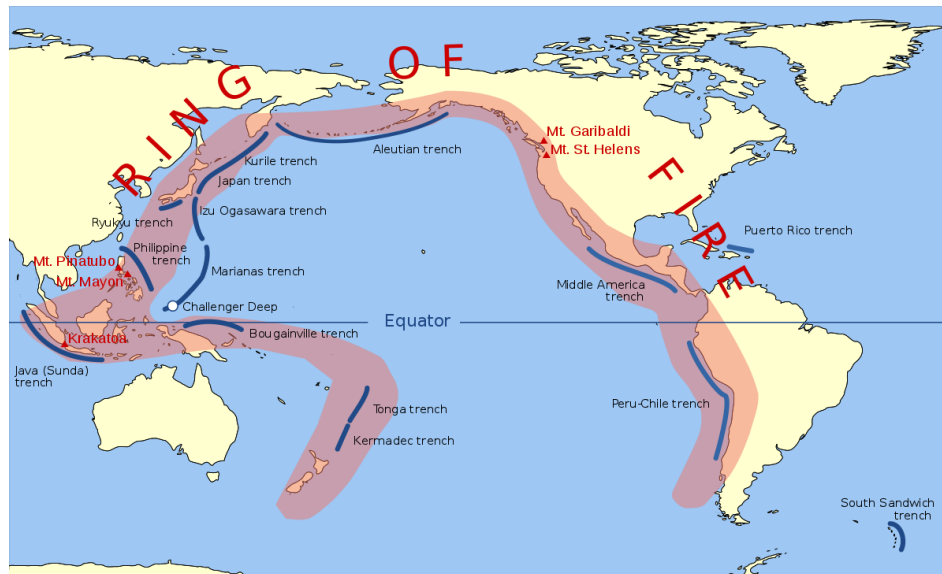 RING OF FIRE
Mt. Garibaldi
Mt. St. Helens
Aleutian trench
Kurile trench
Japan trench
Izu Ogasawara trench
Ryukyu trench
Philippine
trench
Puerto Rico trench
Mt. Pinatubo
Mt. Mayon
Marianas trench
Middle America
trench
Challenger Deep
Equator
Bougainville trench
Krakatoa
Java (Sunda)
trench
Tonga trench
Peru-Chile trench
Kermadec trench
South Sandwich
trench